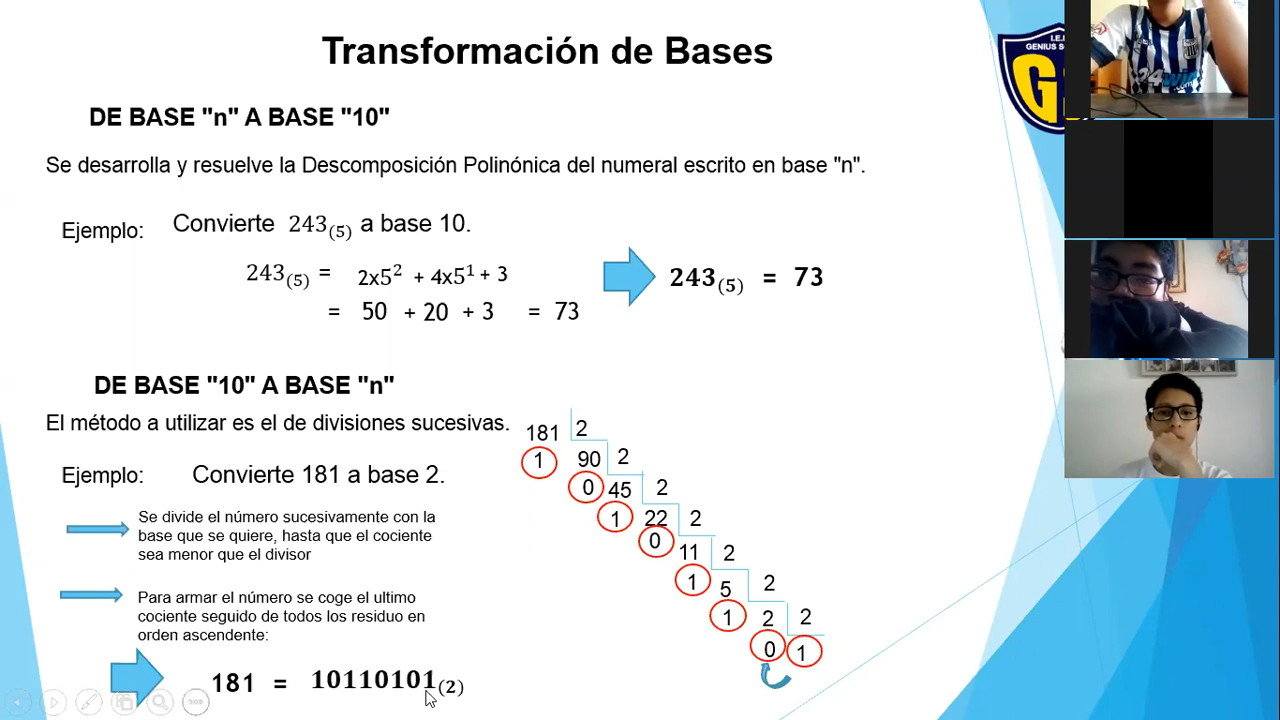 Transformación de Bases
I.E.
GENIUS SC
G
DE BASE "n" A BASE "10"
Se desarrolla y resuelve la Descomposición Polinónica del numeral escrito en base "n".
Ejemplo: Convierte 243₍₅₎ a base 10.
243₍₅₎ = 2x5² + 4x5¹ + 3
= 50 + 20 + 3 = 73
243₍₅₎ = 73
DE BASE "10" A BASE "n"
El método a utilizar es el de divisiones sucesivas.
Ejemplo: Convierte 181 a base 2.
Se divide el número sucesivamente con la
base que se quiere, hasta que el cociente
sea menor que el divisor
Para armar el número se coge el ultimo
cociente seguido de todos los residuo en
orden ascendente:
181 = 10110101₍₂₎
181 2
1 90 2
0 45 2
1 22 2
0 11 2
1 5 2
1 2 2
0 1